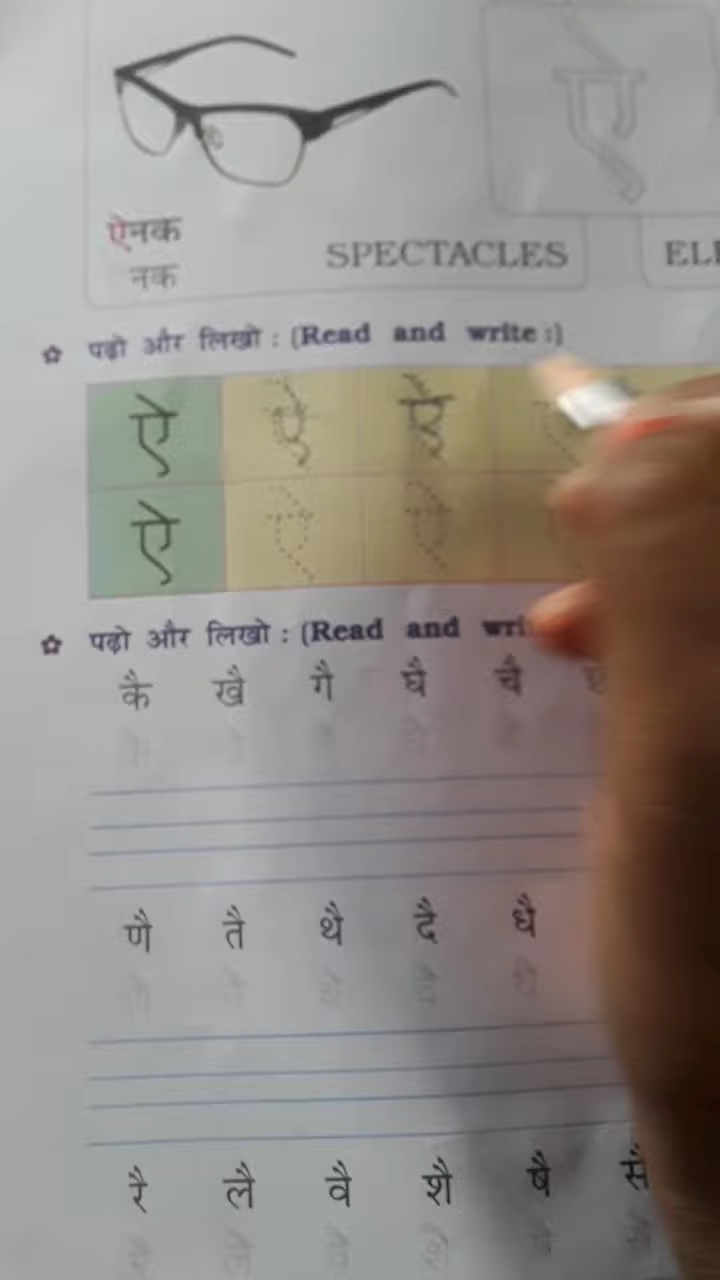 ऐ
ऐनक SPECTACLES
नक
पढ़ो और लिखो : (Read and write :)
ऐ ऐ ऐ
ऐ ऐ ऐ
पढ़ो और लिखो : (Read and
कै खै गै घै चै
णै तै थै दै धै
रै लै वै शै षै